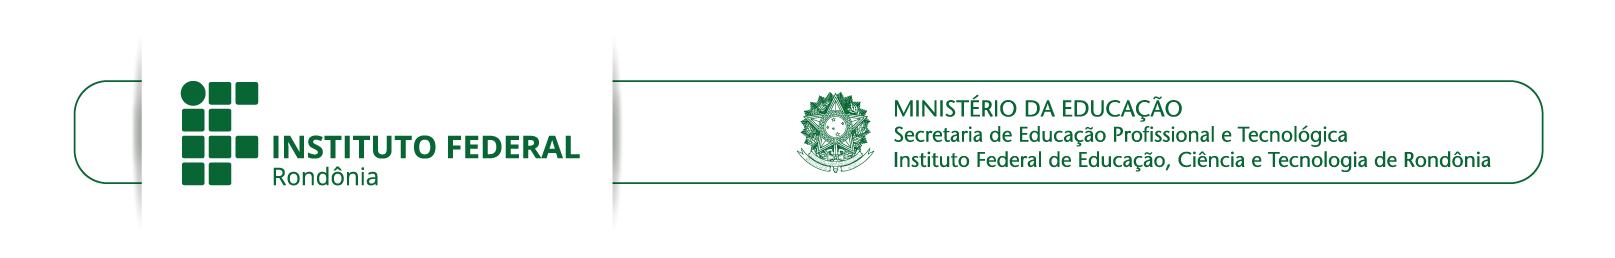 INSTITUTO FEDERAL
Rondônia
MINISTÉRIO DA EDUCAÇÃO
Secretaria de Educação Profissional e Tecnológica
Instituto Federal de Educação, Ciência e Tecnologia de Rondônia